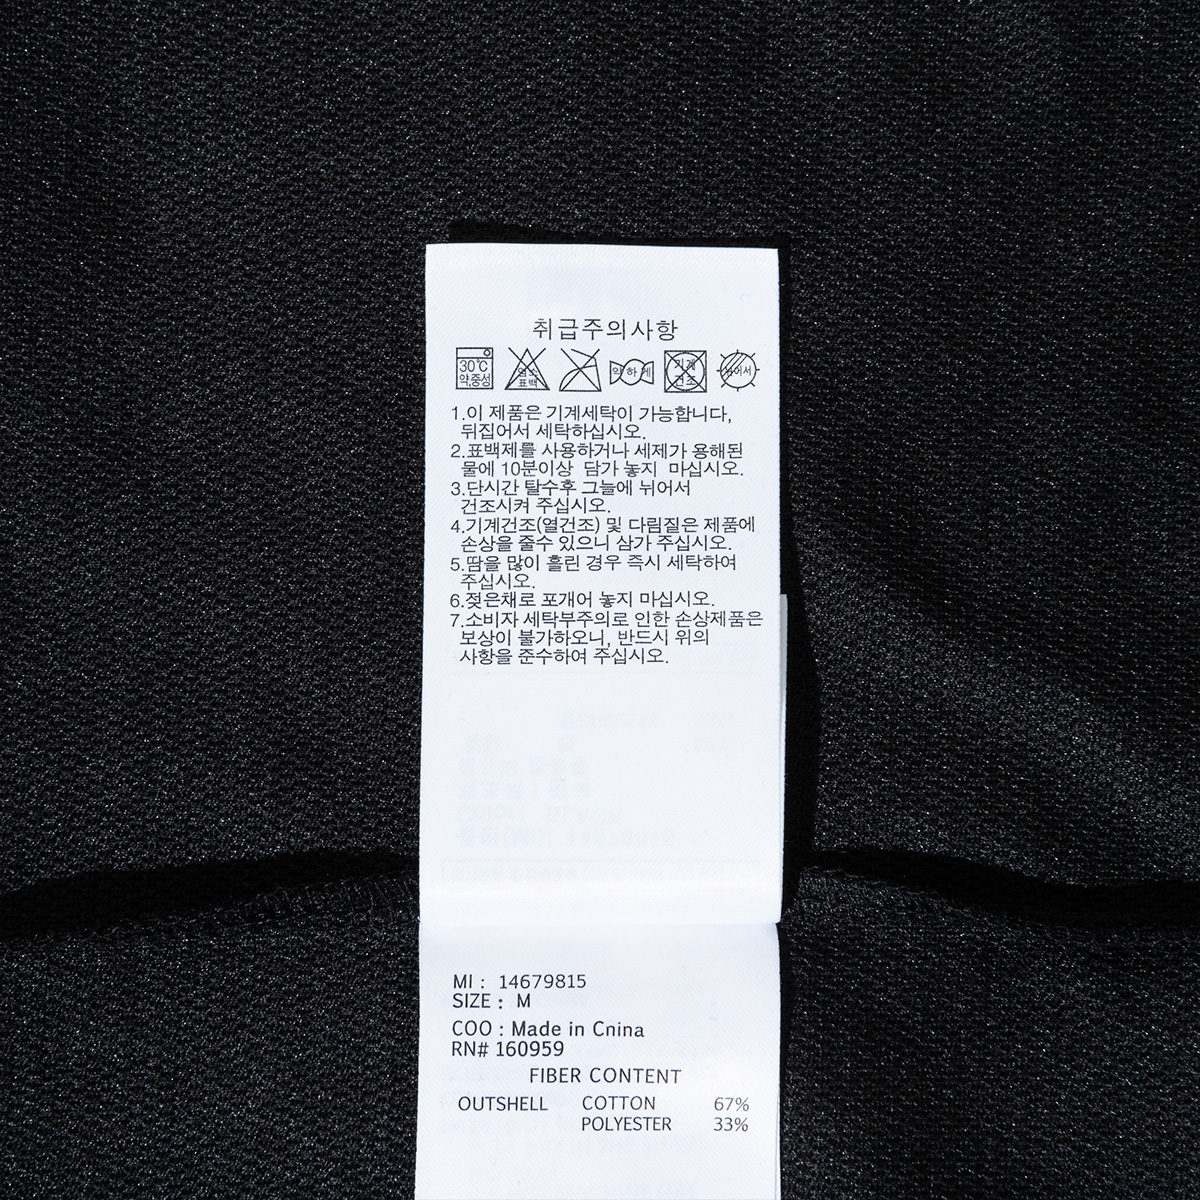 취급주의사항
30℃
약,중성
염소
표백
약하게
기계
건조
뉘어서
1.이 제품은 기계세탁이 가능합니다,
뒤집어서 세탁하십시오.
2.표백제를 사용하거나 세제가 용해된
물에 10분이상 담가 놓지 마십시오.
3.단시간 탈수후 그늘에 뉘어서
건조시켜 주십시오.
4.기계건조(열건조) 및 다림질은 제품에
손상을 줄수 있으니 삼가 주십시오.
5.땀을 많이 흘린 경우 즉시 세탁하여
주십시오.
6.젖은채로 포개어 놓지 마십시오.
7.소비자 세탁부주의로 인한 손상제품은
보상이 불가하오니, 반드시 위의
사항을 준수하여 주십시오.
MI : 14679815
SIZE : M
COO : Made in Cnina
RN# 160959
FIBER CONTENT
OUTSHELL COTTON 67%
POLYESTER 33%